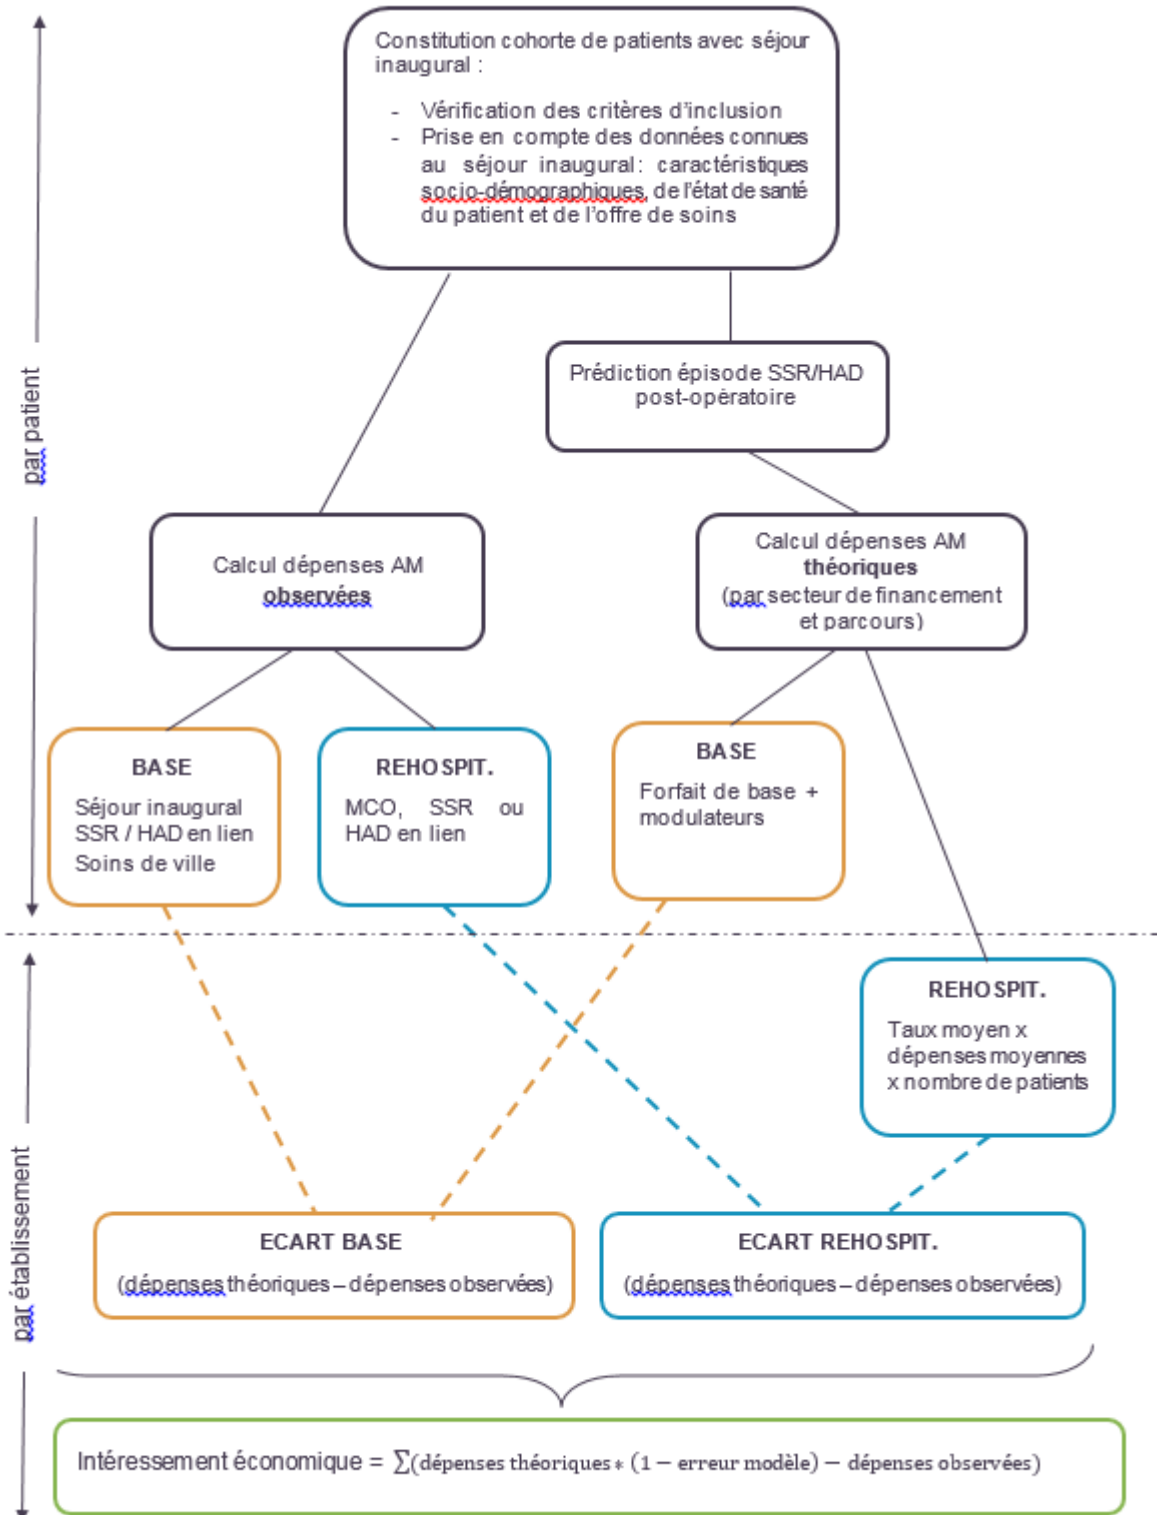 Constitution cohorte de patients avec séjour
inaugural :
- Vérification des critères d'inclusion
- Prise en compte des données connues
au séjour inaugural: caractéristiques
socio-démographiques, de l'état de santé
du patient et de l'offre de soins
par patient
Prédiction épisode SSR/HAD
post-opératoire
Calcul dépenses AM
observées
Calcul dépenses AM
théoriques
(par secteur de financement
et parcours)
BASE
Séjour inaugural
SSR / HAD en lien
Soins de ville
REHOSPIT.
MCO, SSR ou
HAD en lien
BASE
Forfait de base +
modulateurs
REHOSPIT.
Taux moyen x
dépenses moyennes
x nombre de patients
par établissement
ECART BASE
(dépenses théoriques – dépenses observées)
ECART REHOSPIT.
(dépenses théoriques – dépenses observées)
Intéressement économique = ∑(dépenses théoriques * (1 − erreur modèle) − dépenses observées)